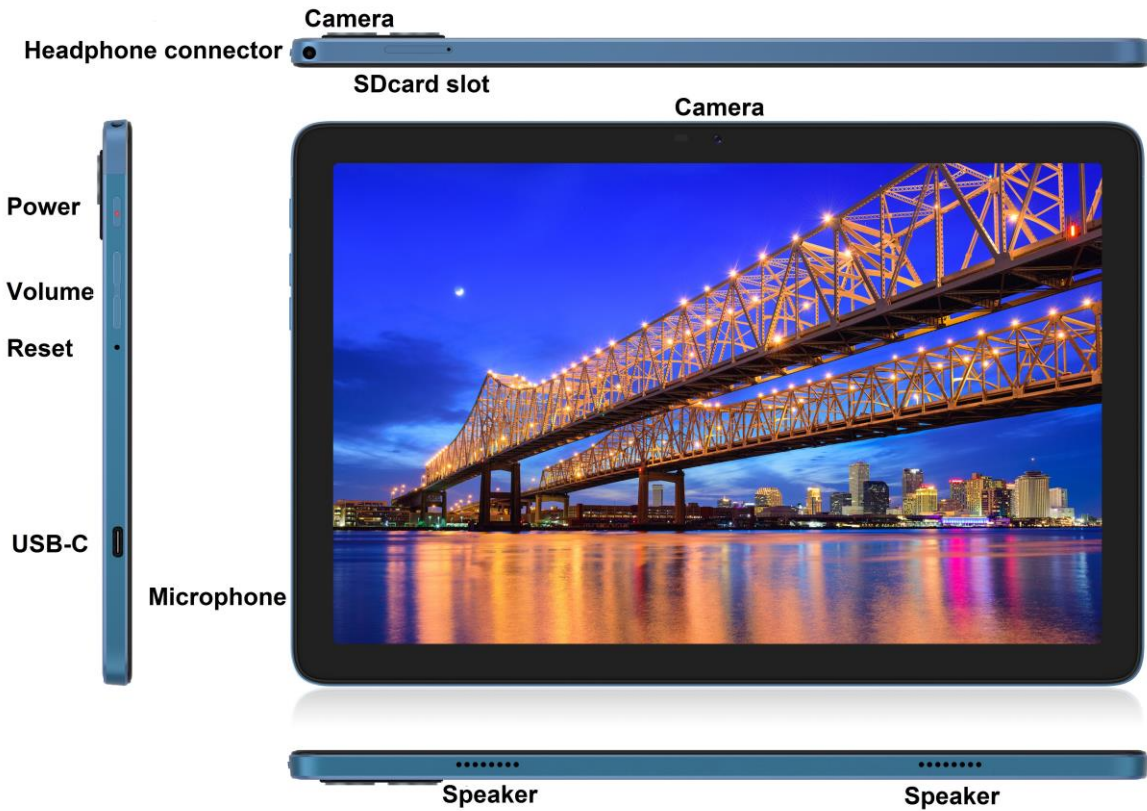 Camera
Headphone connector
SDcard slot
Camera
Power
Volume
Reset
USB-C
Microphone
Speaker
Speaker